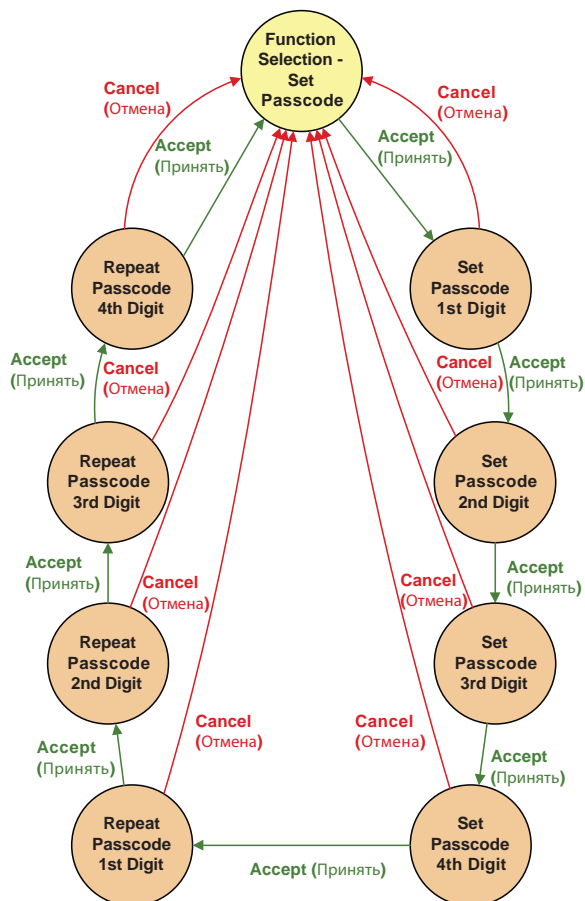 Function
Selection -
Set
Passcode
Cancel
(Отмена)
Cancel
(Отмена)
Accept
(Принять)
Accept
(Принять)
Repeat
Passcode
4th Digit
Set
Passcode
1st Digit
Accept
(Принять)
Cancel
(Отмена)
Cancel
(Отмена)
Accept
(Принять)
Repeat
Passcode
3rd Digit
Set
Passcode
2nd Digit
Accept
(Принять)
Cancel
(Отмена)
Cancel
(Отмена)
Accept
(Принять)
Repeat
Passcode
2nd Digit
Set
Passcode
3rd Digit
Accept
(Принять)
Cancel
(Отмена)
Cancel
(Отмена)
Accept
(Принять)
Repeat
Passcode
1st Digit
Set
Passcode
4th Digit
Accept (Принять)